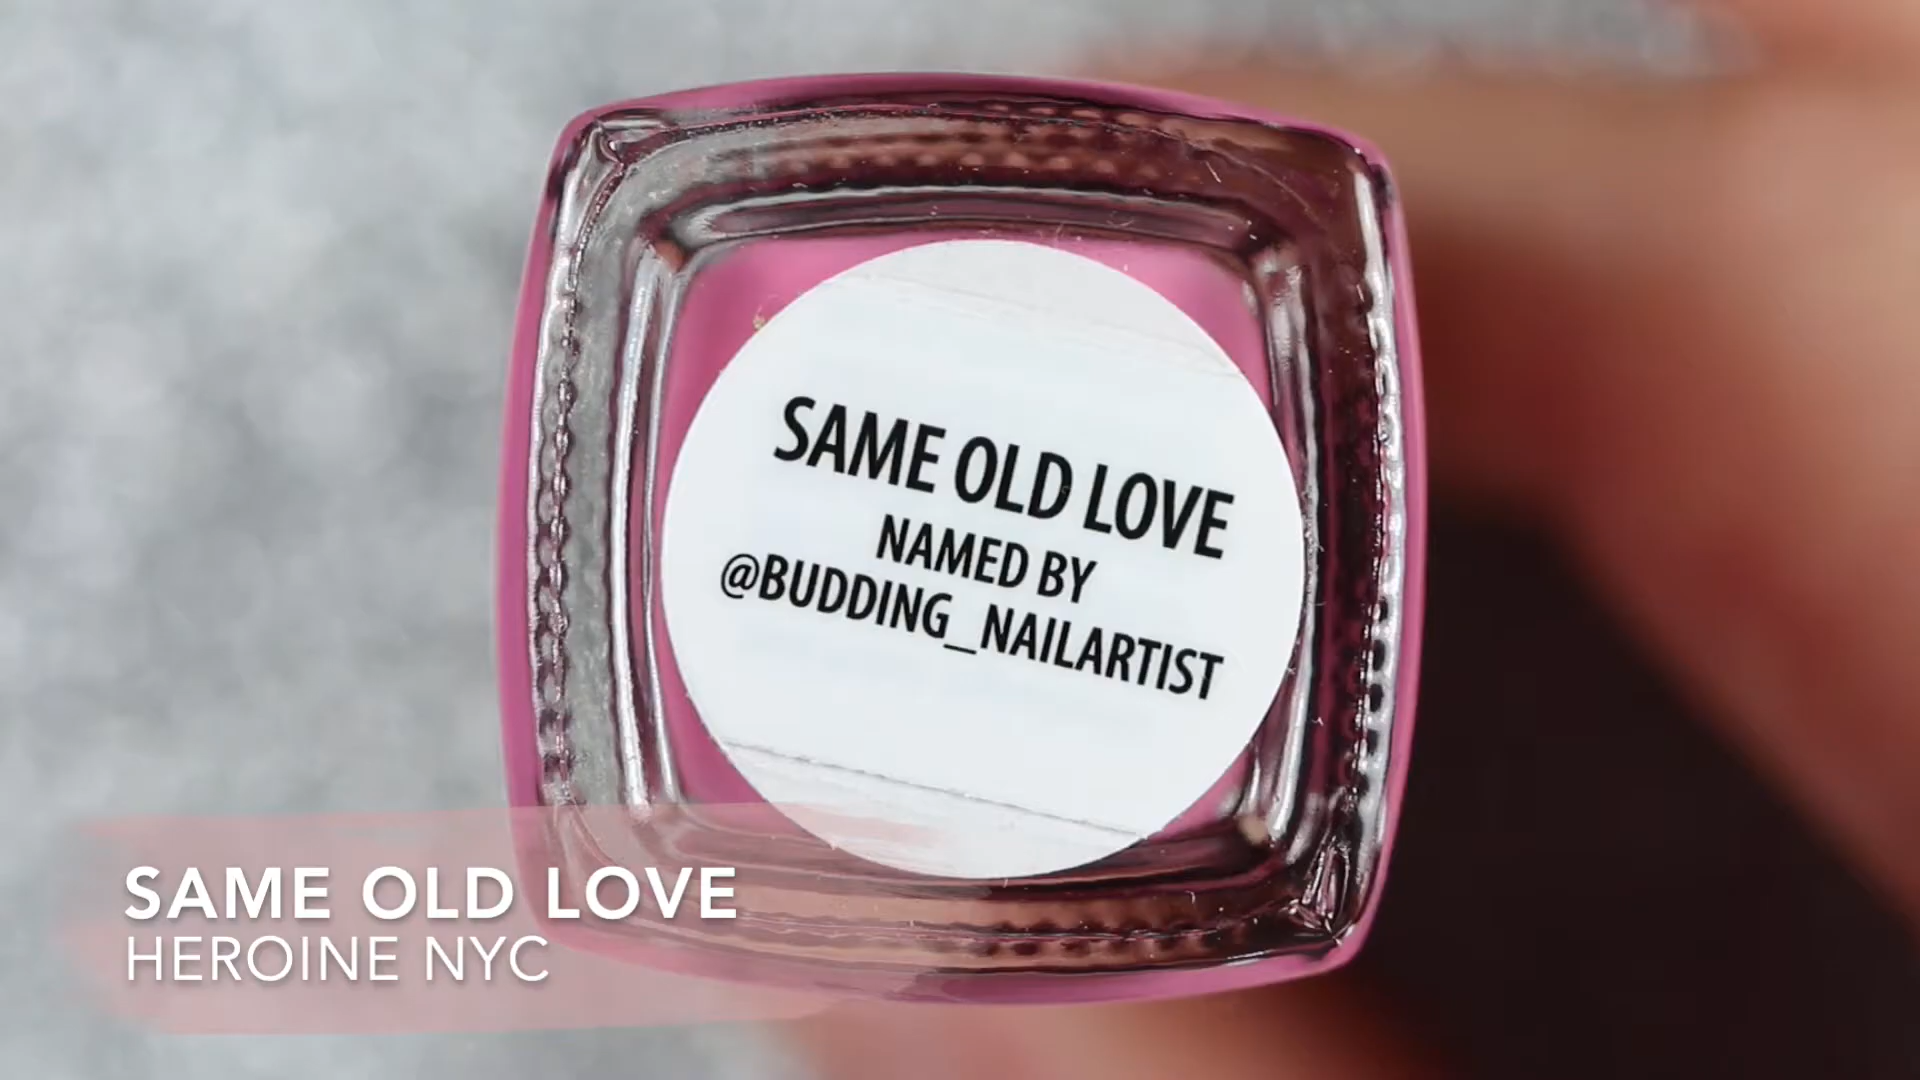 SAME OLD LOVE
NAMED BY
@BUDDING_NAILARTIST
SAME OLD LOVE
HEROINE NYC